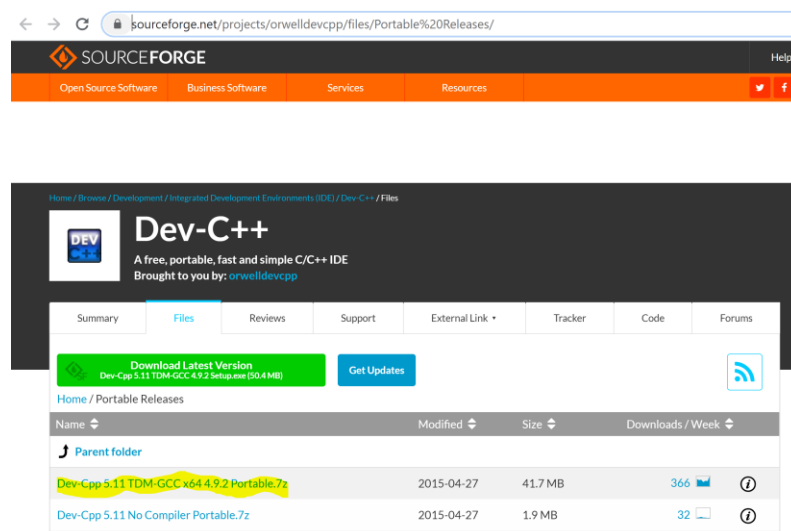 sourceforge.net/projects/orwelldevcpp/files/Portable%20Releases/
SOURCEFORGE
Help
Open Source Software Business Software Services Resources
Home / Browse / Development / Integrated Development Environments (IDE) / Dev-C++ / Files
DEV
C++
Dev-C++
A free, portable, fast and simple C/C++ IDE
Brought to you by: orwelldevcpp
Summary Files Reviews Support External Link Tracker Code Forums
Download Latest Version
Dev-Cpp 5.11 TDM-GCC 4.9.2 Setup.exe (50.4 MB)
Get Updates
Home / Portable Releases
Name Modified Size Downloads / Week
Parent folder
Dev-Cpp 5.11 TDM-GCC x64 4.9.2 Portable.7z 2015-04-27 41.7 MB 366
Dev-Cpp 5.11 No Compiler Portable.7z 2015-04-27 1.9 MB 32